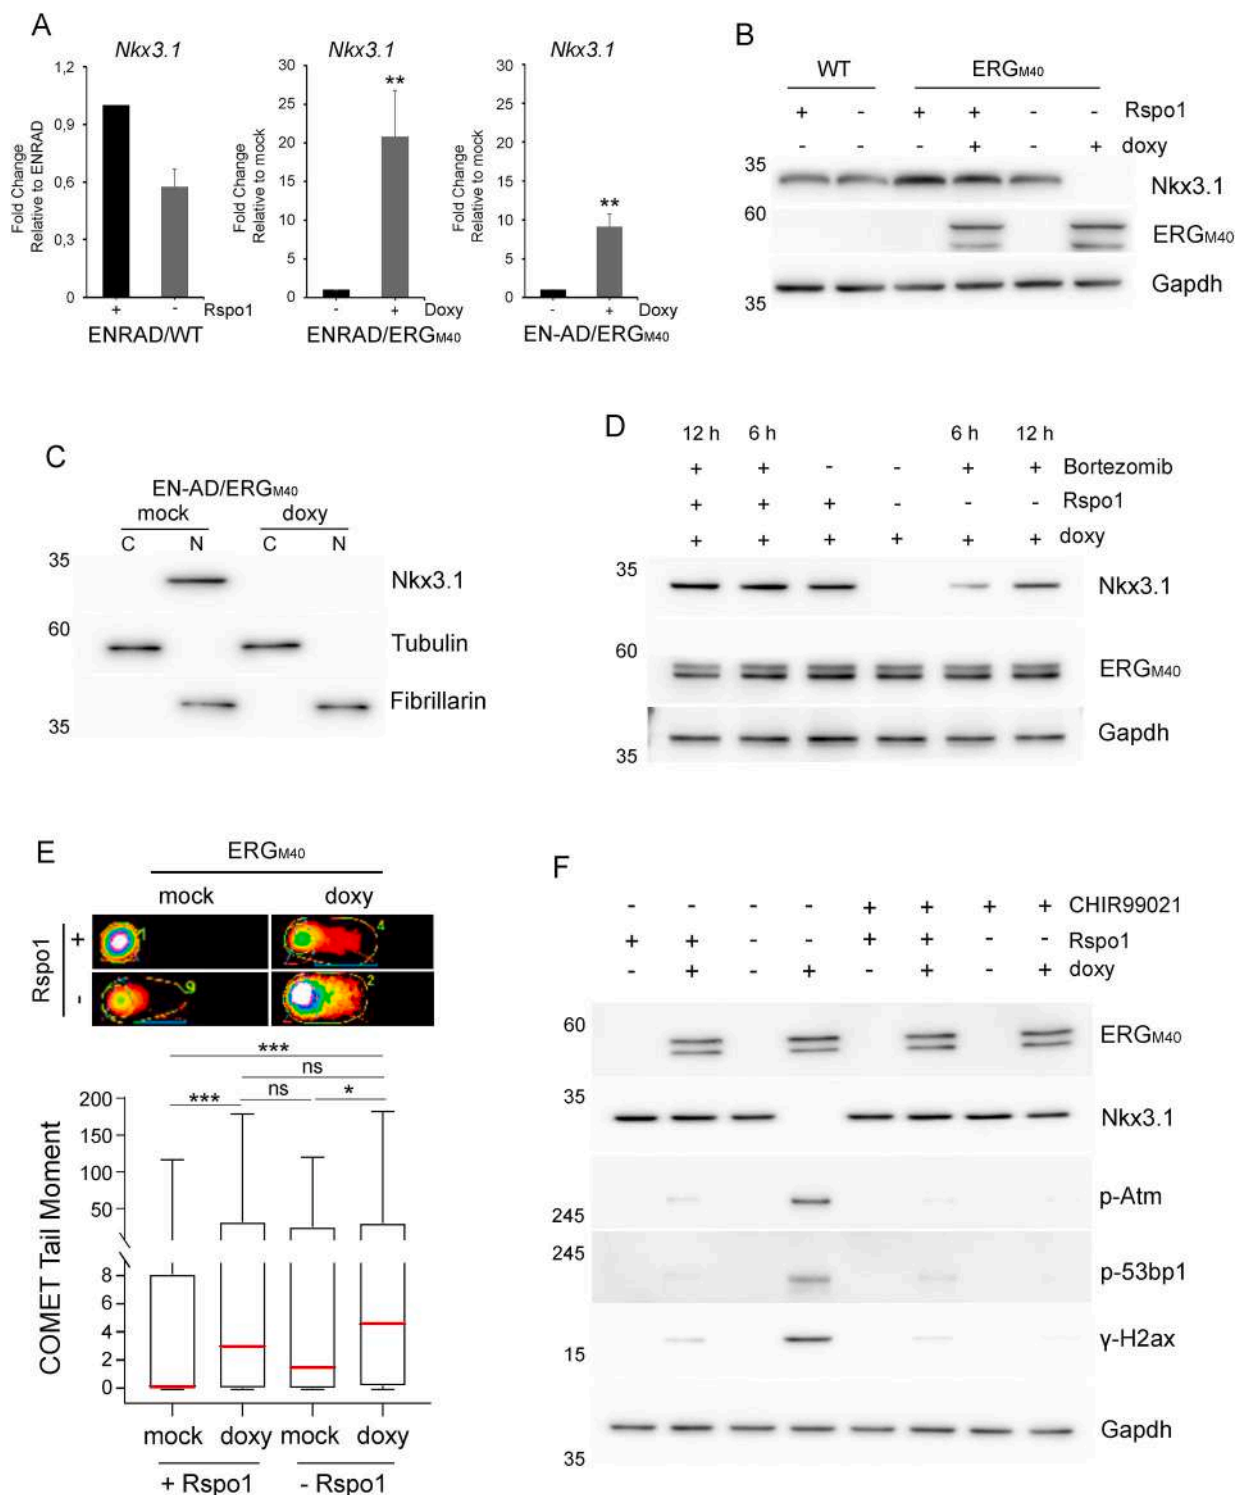 A
Nkx3.1
Nkx3.1
Nkx3.1
Fold Change
Relative to ENRAD
1,2
0,9
0,6
0,3
0
+ - Rspo1
ENRAD/WT
Fold Change
Relative to mock
30
25
20
15
10
5
0
**
- + Doxy
ENRAD/ERGM40
Fold Change
Relative to mock
30
25
20
15
10
5
0
**
- + Doxy
EN-AD/ERGM40
B
WT ERGM40
+ - + + - - Rspo1
- - - + - + doxy
35 Nkx3.1
60 ERGM40
35 Gapdh
C
EN-AD/ERGM40
mock doxy
C N C N
35 Nkx3.1
60 Tubulin
35 Fibrillarin
D
12 h 6 h 6 h 12 h
+ + - - + + Bortezomib
+ + + - - - Rspo1
+ + + + + + doxy
35 Nkx3.1
60 ERGM40
35 Gapdh
E
ERGM40
mock doxy
Rspo1
+
-
1
4
9
2
***
ns
*** ns *
COMET Tail Moment
200
150
100
50
8
6
4
2
0
mock doxy mock doxy
+ Rspo1 - Rspo1
F
- - - - + + + + CHIR99021
+ + - - + + - - Rspo1
- + - + - + - + doxy
60 ERGM40
35 Nkx3.1
245 p-Atm
245 p-53bp1
15 γ-H2ax
35 Gapdh